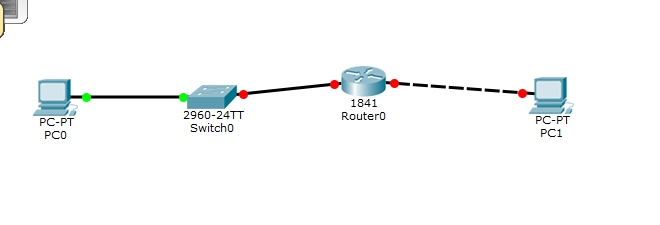 PC-PT
PC0
2960-24TT
Switch0
1841
Router0
PC-PT
PC1